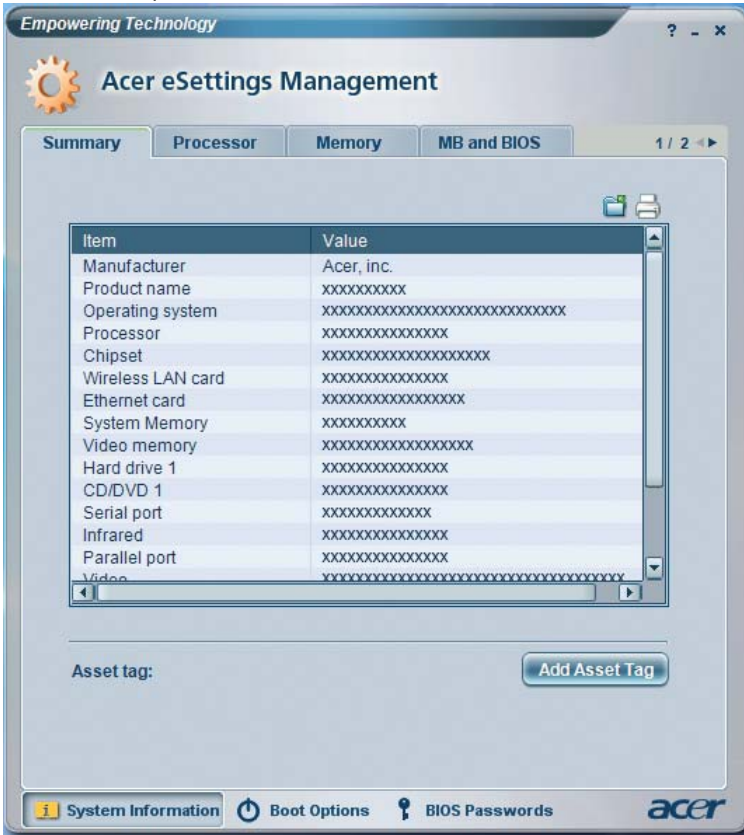 Empowering Technology
? - x
Acer eSettings Management
Summary Processor Memory MB and BIOS 1 / 2
Item Value
Manufacturer Acer, inc.
Product name xxxxxxxxxx
Operating system xxxxxxxxxxxxxxxxxxxxxxxxxxxxx
Processor xxxxxxxxxxxxxxx
Chipset xxxxxxxxxxxxxxxxxxxx
Wireless LAN card xxxxxxxxxxxxxxx
Ethernet card xxxxxxxxxxxxxxxxx
System Memory xxxxxxxxxx
Video memory xxxxxxxxxxxxxxxxxx
Hard drive 1 xxxxxxxxxxxxxxx
CD/DVD 1 xxxxxxxxxxxxxxx
Serial port xxxxxxxxxxxxx
Infrared xxxxxxxxxxxxxxx
Parallel port xxxxxxxxxxxxxxx
Video xxxxxxxxxxxxxxxxxxxxxxxxxxxxxxxxxxxx
Asset tag: Add Asset Tag
System Information Boot Options BIOS Passwords acer